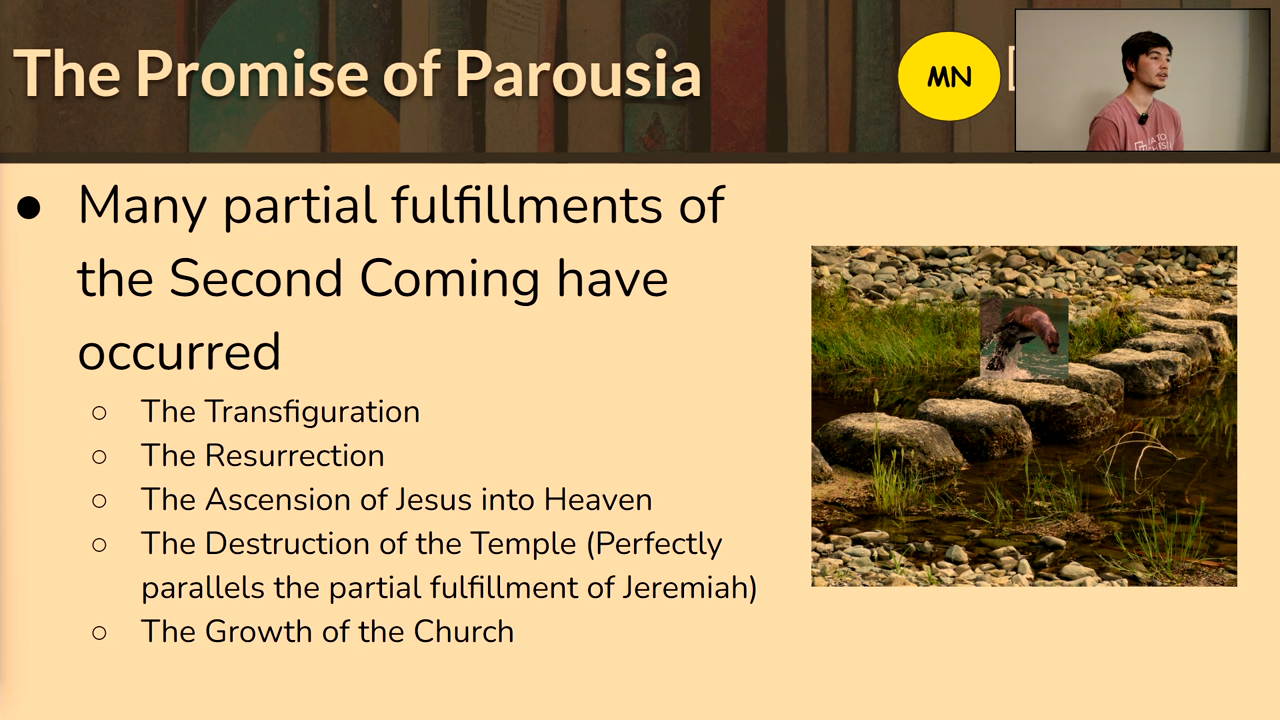 The Promise of Parousia
MN
● Many partial fulfillments of
the Second Coming have
occurred
○ The Transfiguration
○ The Resurrection
○ The Ascension of Jesus into Heaven
○ The Destruction of the Temple (Perfectly
parallels the partial fulfillment of Jeremiah)
○ The Growth of the Church